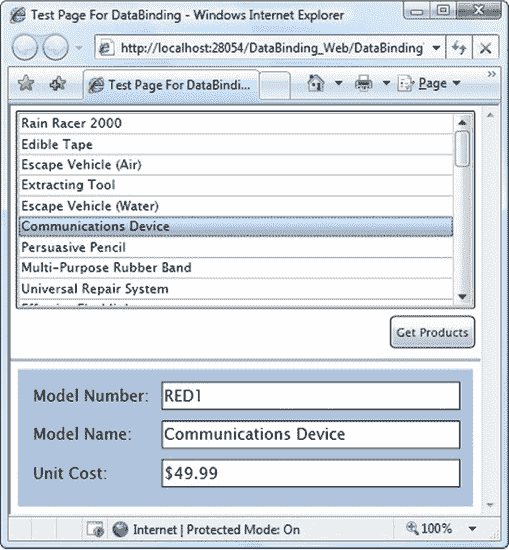 Test Page For DataBinding - Windows Internet Explorer
http://localhost:28054/DataBinding_Web/DataBinding
Test Page For DataBindi...
Page
Rain Racer 2000
Edible Tape
Escape Vehicle (Air)
Extracting Tool
Escape Vehicle (Water)
Communications Device
Persuasive Pencil
Multi-Purpose Rubber Band
Universal Repair System
Get Products
Model Number: RED1
Model Name: Communications Device
Unit Cost: $49.99
Internet | Protected Mode: On
100%